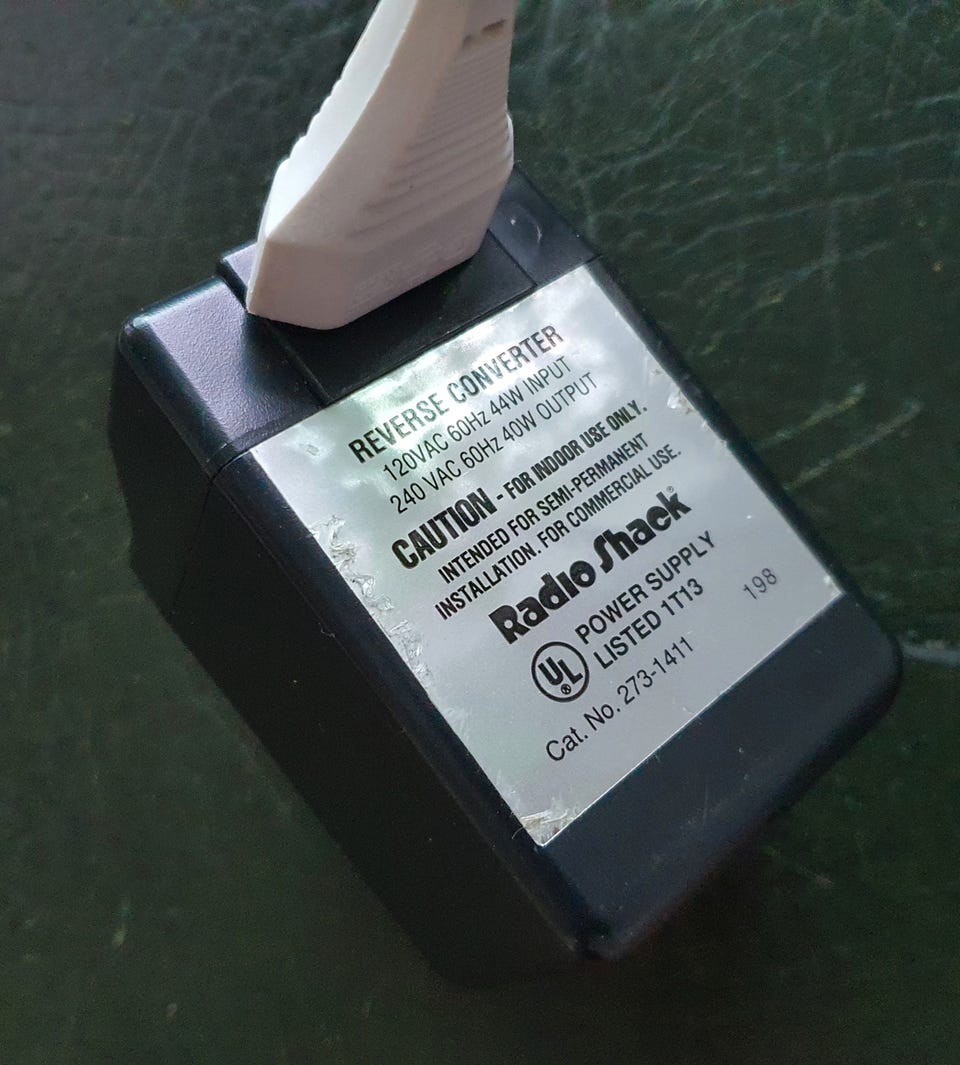 REVERSE CONVERTER
120VAC 60Hz 44W INPUT
240 VAC 60Hz 40W OUTPUT
CAUTION - FOR INDOOR USE ONLY.
INTENDED FOR SEMI-PERMANENT
INSTALLATION. FOR COMMERCIAL USE.
Radio Shack®
UL® POWER SUPPLY
LISTED 1T13
198
Cat. No. 273-1411